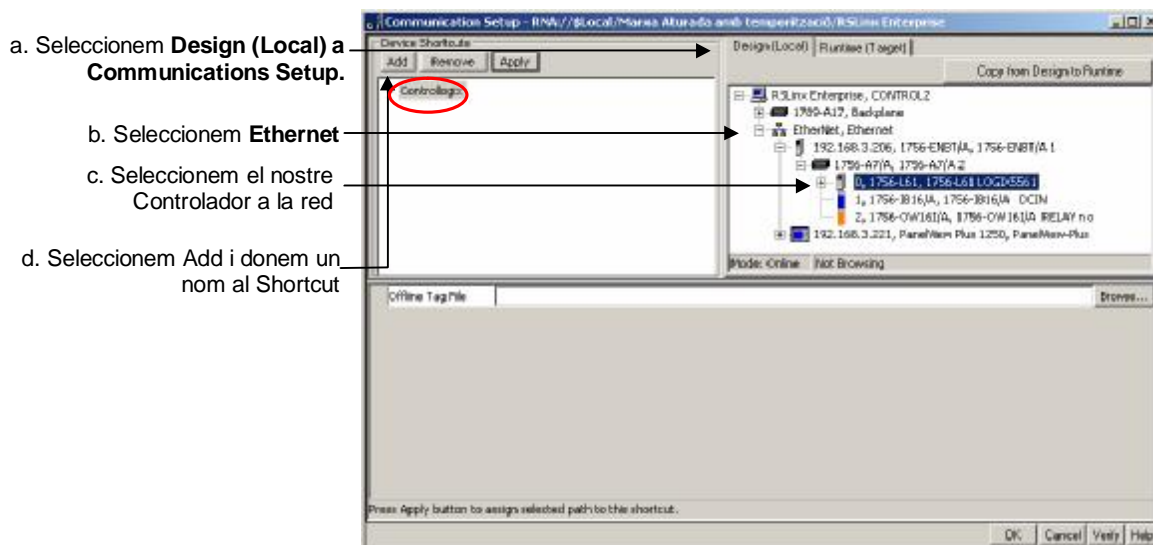 a. Seleccionem Design (Local) a
Communications Setup.
b. Seleccionem Ethernet
c. Seleccionem el nostre
Controlador a la red
d. Seleccionem Add i donem un
nom al Shortcut
Communication Setup - RNA://$Local/Marxa Aturada amb temperització/RSLinx Enterprise
Device Shortcuts
Add Remove Apply
Controllogix
Design (Local) Runtime (Target)
Copy from Design to Runtime
RSLinx Enterprise, CONTROL2
1789-A17, Backplane
EtherNet, Ethernet
192.168.3.206, 1756-ENBT/A, 1756-ENBT/A 1
1756-A7/A, 1756-A7/A 2
0, 1756-L61, 1756-L61 LOGIX5561
1, 1756-IB16/A, 1756-IB16/A DCIN
2, 1756-OW16I/A, 1756-OW16I/A RELAY no
192.168.3.221, PanelView Plus 1250, PanelView-Plus
Mode: Online Not Browsing
Offline Tag File
Browse...
Press Apply button to assign selected path to this shortcut.
OK Cancel Verify Help